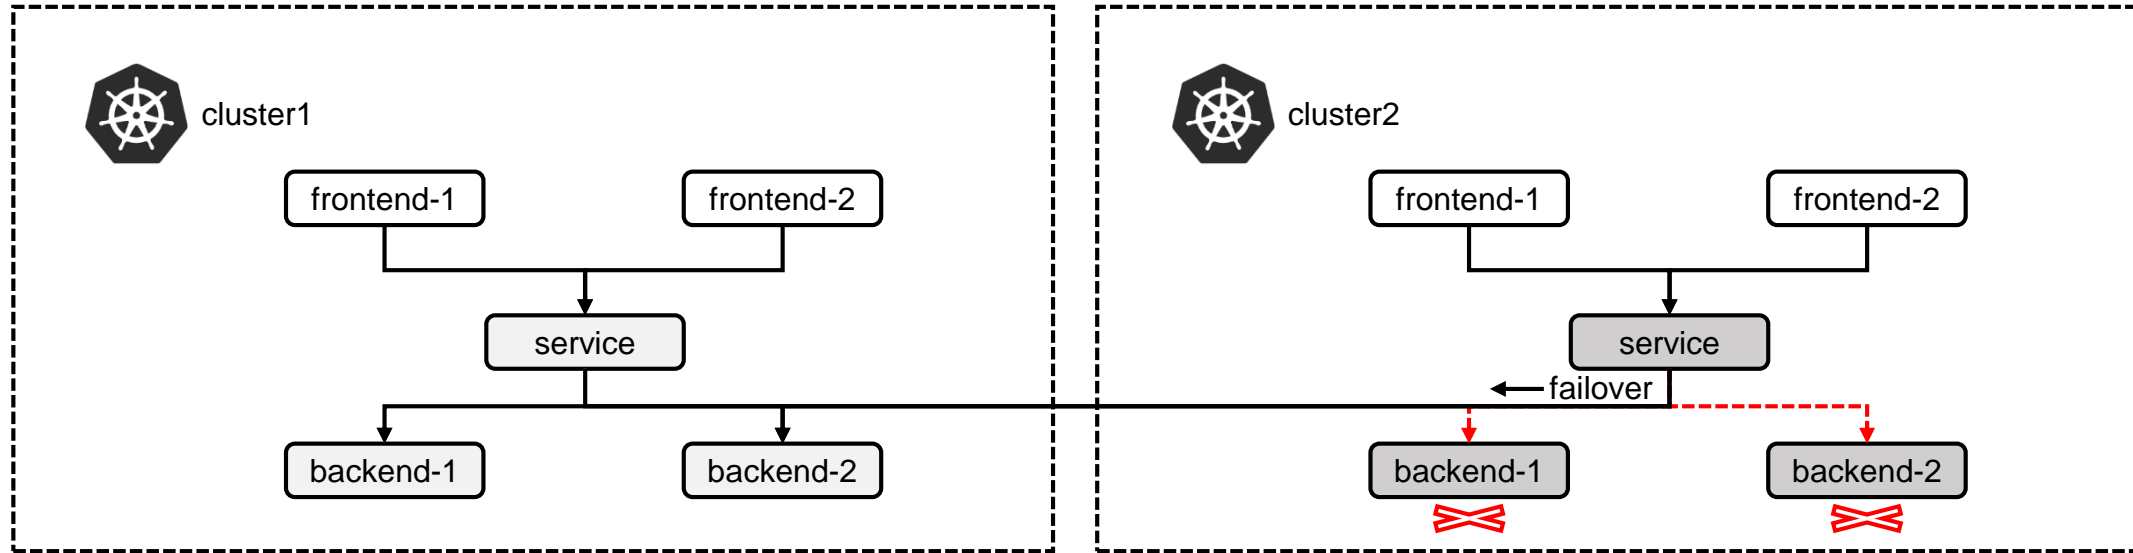 cluster1
frontend-1
frontend-2
service
backend-1
backend-2
cluster2
frontend-1
frontend-2
service
failover
backend-1
backend-2